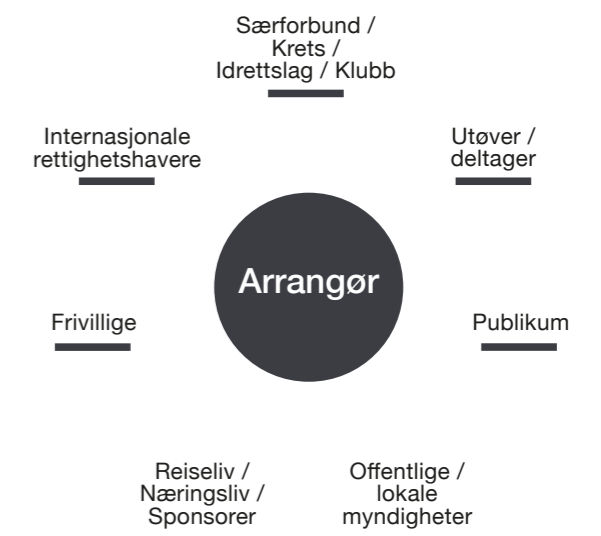 Særforbund /
Krets /
Idrettslag / Klubb
Internasjonale
rettighetshavere
Utøver /
deltager
Arrangør
Frivillige
Publikum
Reiseliv /
Næringsliv /
Sponsorer
Offentlige /
lokale
myndigheter